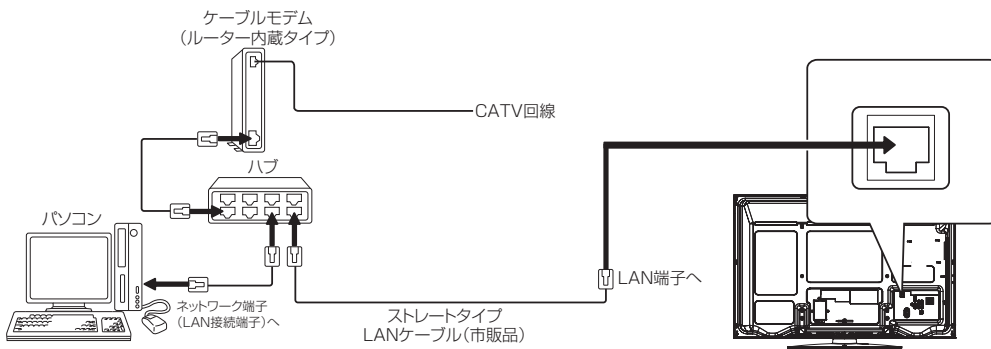 ケーブルモデム
(ルーター内蔵タイプ)
CATV回線
ハブ
パソコン
LAN端子へ
ネットワーク端子
(LAN接続端子)へ
ストレートタイプ
LANケーブル(市販品)